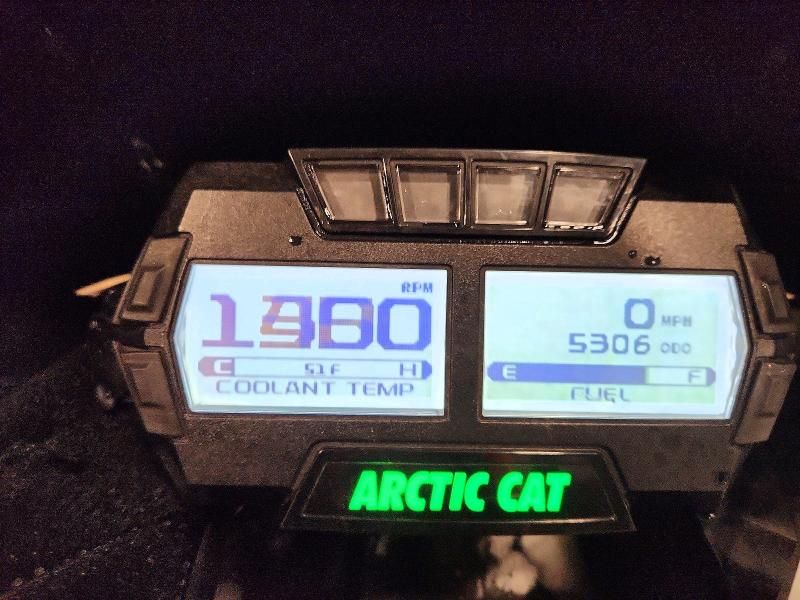 RPM
C 51F H
COOLANT TEMP
0 MPH
5306 ODO
E F
FUEL
ARCTIC CAT